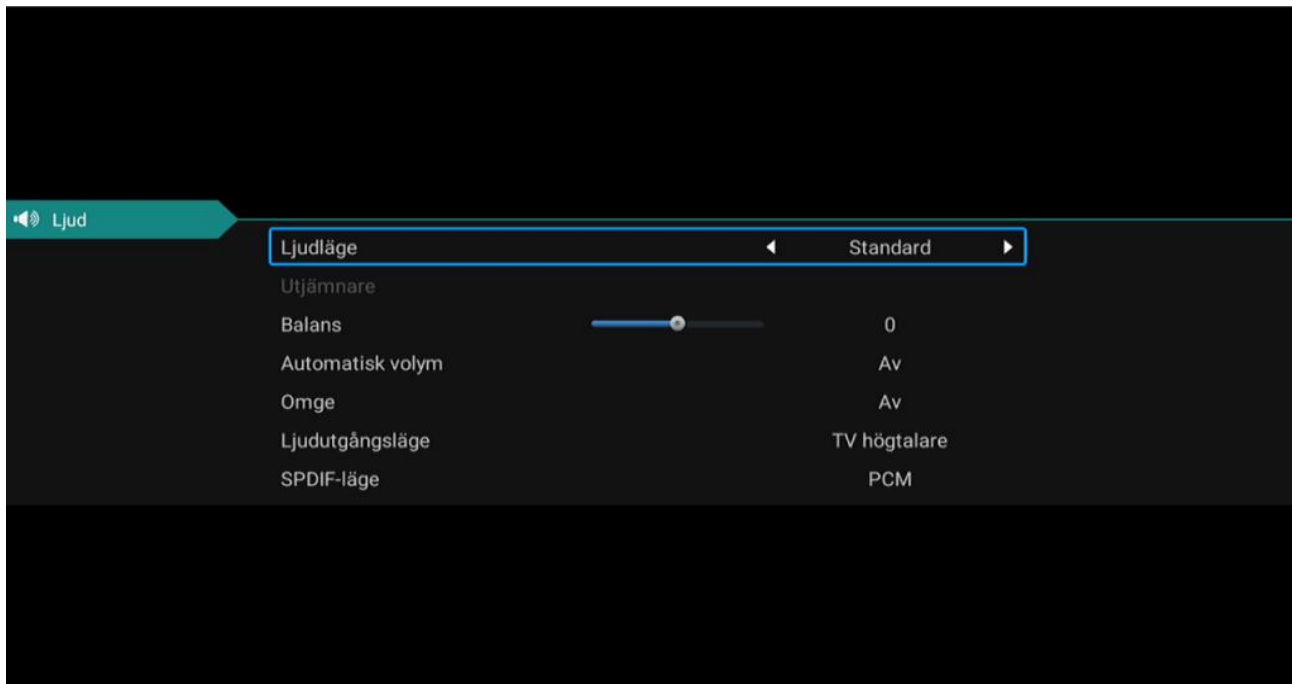 Ljud
Ljudläge Standard
Utjämnare
Balans 0
Automatisk volym Av
Omge Av
Ljudutgångsläge TV högtalare
SPDIF-läge PCM